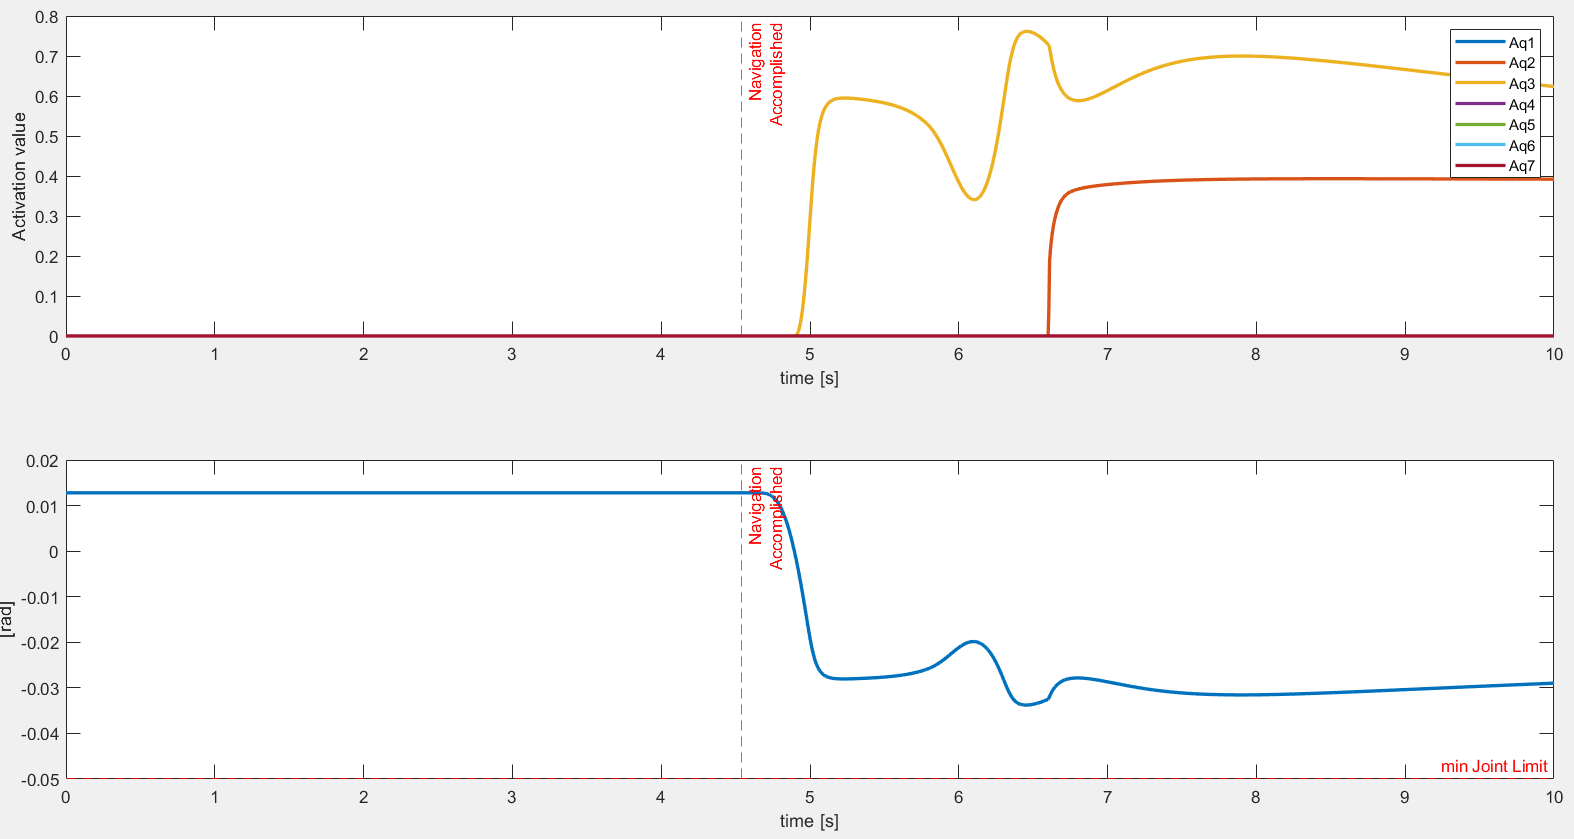 0.8
0.7
0.6
0.5
0.4
0.3
0.2
0.1
0
Activation value
Navigation
Accomplished
Aq1
Aq2
Aq3
Aq4
Aq5
Aq6
Aq7
0 1 2 3 4 5 6 7 8 9 10
time [s]
0.02
0.01
0
-0.01
-0.02
-0.03
-0.04
-0.05
[rad]
Navigation
Accomplished
min Joint Limit
0 1 2 3 4 5 6 7 8 9 10
time [s]